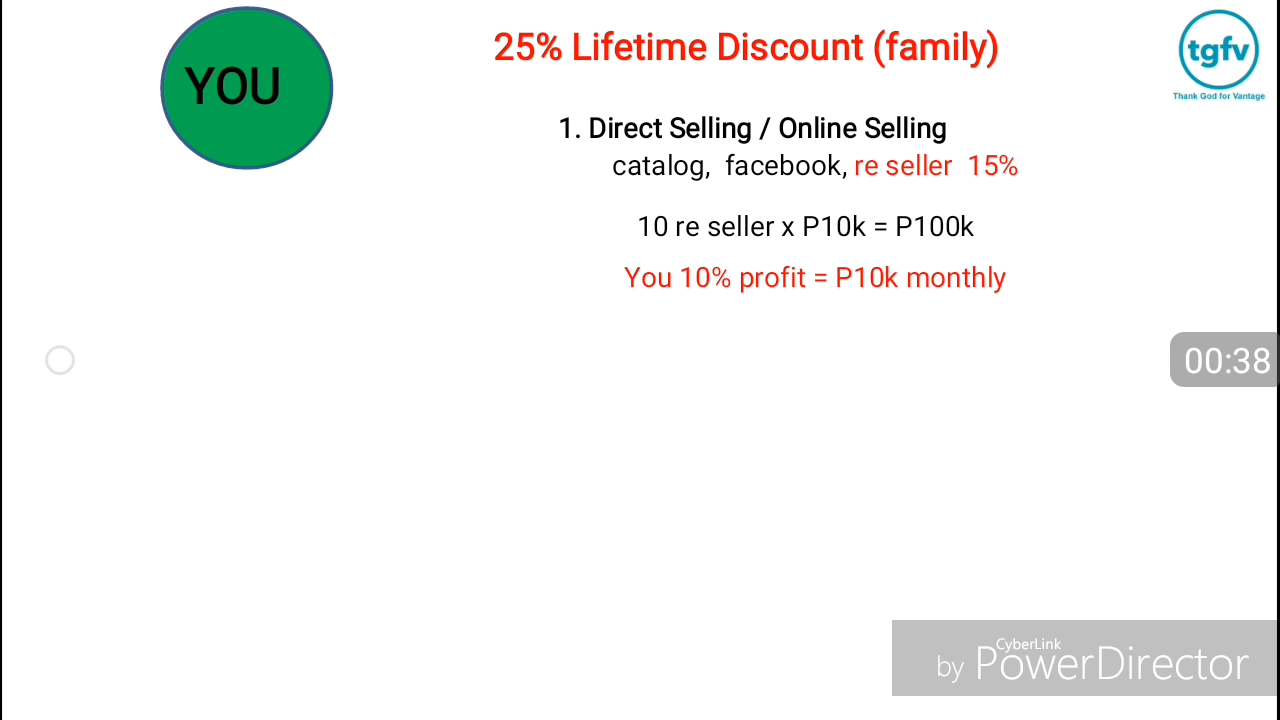 YOU
25% Lifetime Discount (family)
tgfv
Thank God for Vantage
1. Direct Selling / Online Selling
catalog, facebook, re seller 15%
10 re seller x P10k = P100k
You 10% profit = P10k monthly
00:38
CyberLink
by PowerDirector